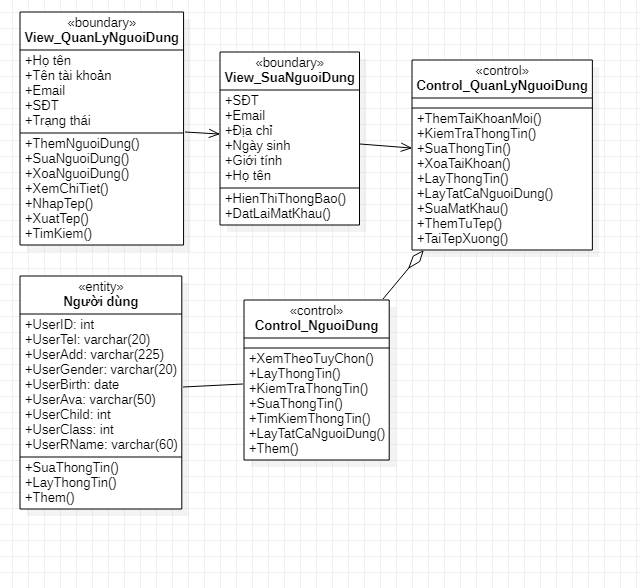 «boundary»
View_QuanLyNguoiDung
+Họ tên
+Tên tài khoản
+Email
+SĐT
+Trạng thái
+ThemNguoiDung()
+SuaNguoiDung()
+XoaNguoiDung()
+XemChiTiet()
+NhapTep()
+XuatTep()
+TimKiem()
«boundary»
View_SuaNguoiDung
+SĐT
+Email
+Địa chỉ
+Ngày sinh
+Giới tính
+Họ tên
+HienThiThongBao()
+DatLaiMatKhau()
«control»
Control_QuanLyNguoiDung
+ThemTaiKhoanMoi()
+KiemTraThongTin()
+SuaThongTin()
+XoaTaiKhoan()
+LayThongTin()
+LayTatCaNguoiDung()
+SuaMatKhau()
+ThemTuTep()
+TaiTepXuong()
«entity»
Người dùng
+UserID: int
+UserTel: varchar(20)
+UserAdd: varchar(225)
+UserGender: varchar(20)
+UserBirth: date
+UserAva: varchar(50)
+UserChild: int
+UserClass: int
+UserRName: varchar(60)
+SuaThongTin()
+LayThongTin()
+Them()
«control»
Control_NguoiDung
+XemTheoTuyChon()
+LayThongTin()
+KiemTraThongTin()
+SuaThongTin()
+TimKiemThongTin()
+LayTatCaNguoiDung()
+Them()